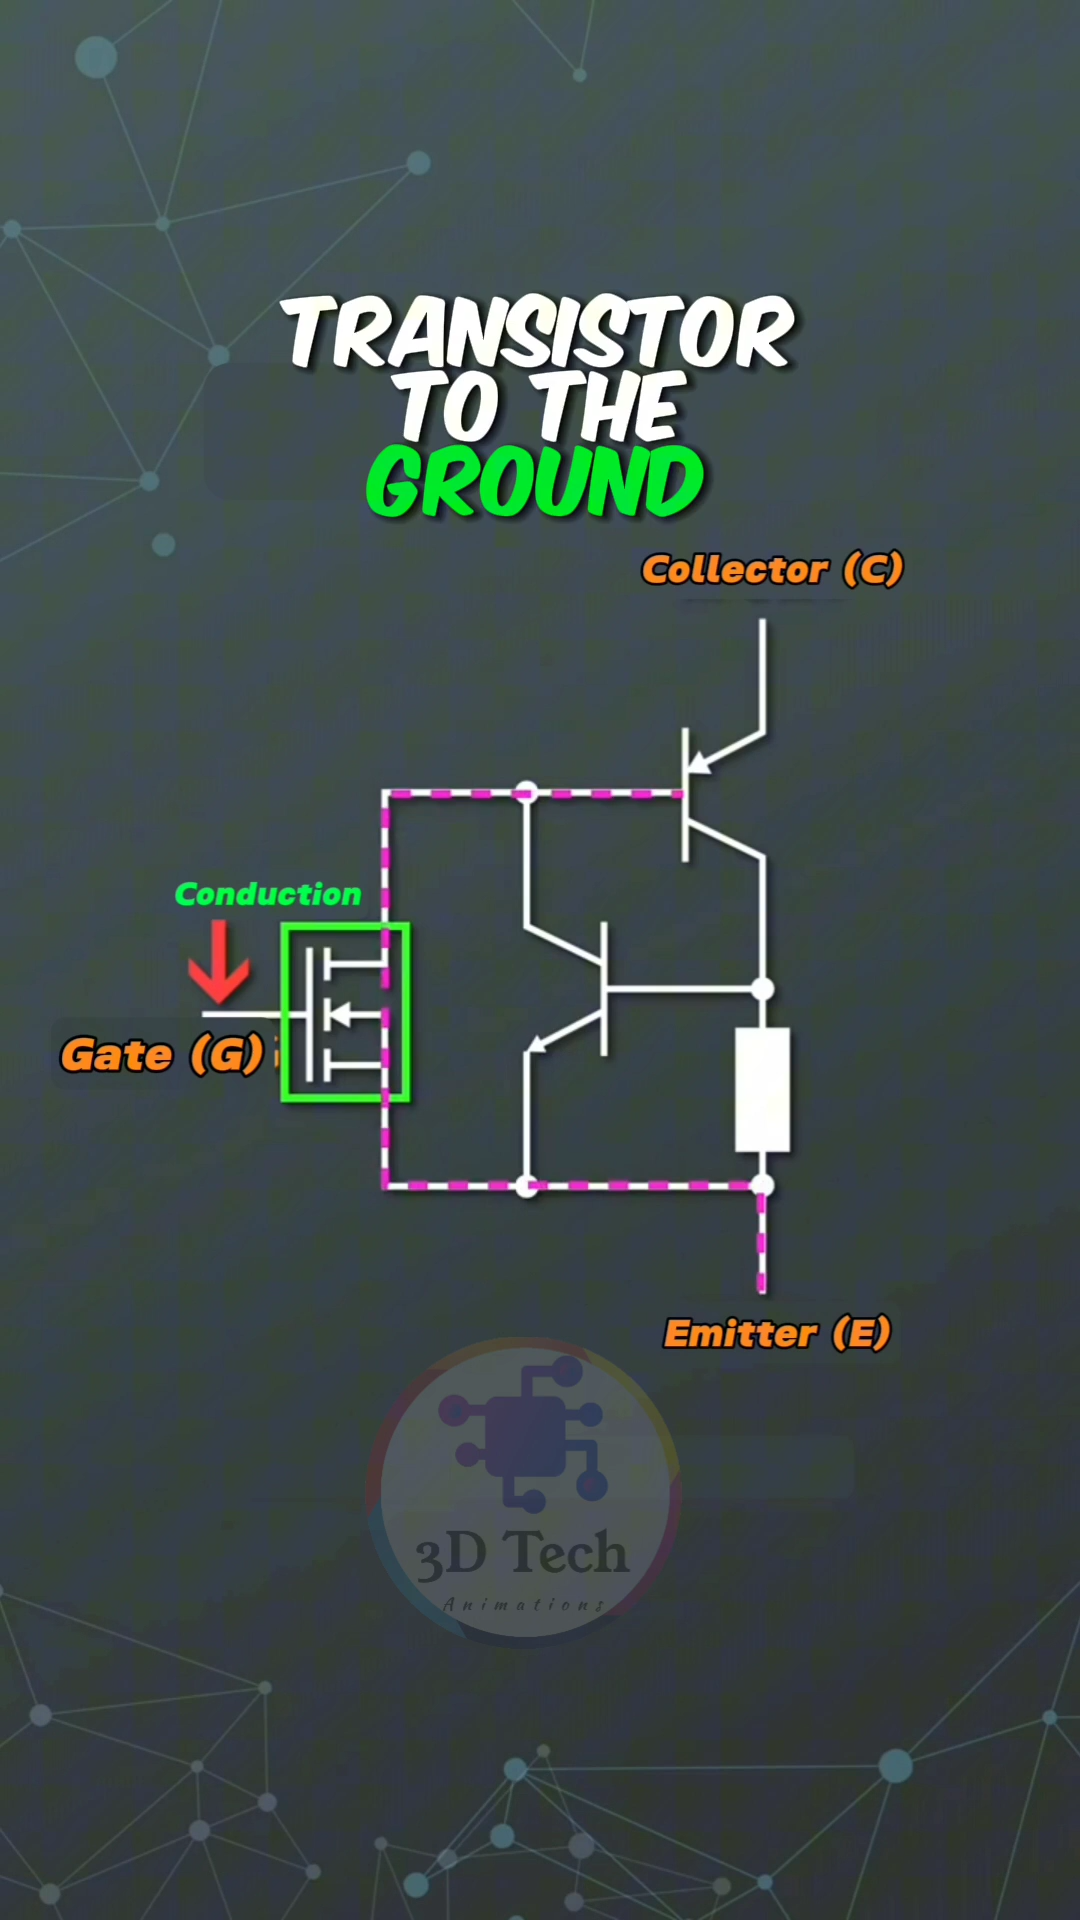 TRANSISTOR
TO THE
GROUND
Collector (C)
Conduction
Gate (G)
Emitter (E)
3D Tech
Animations